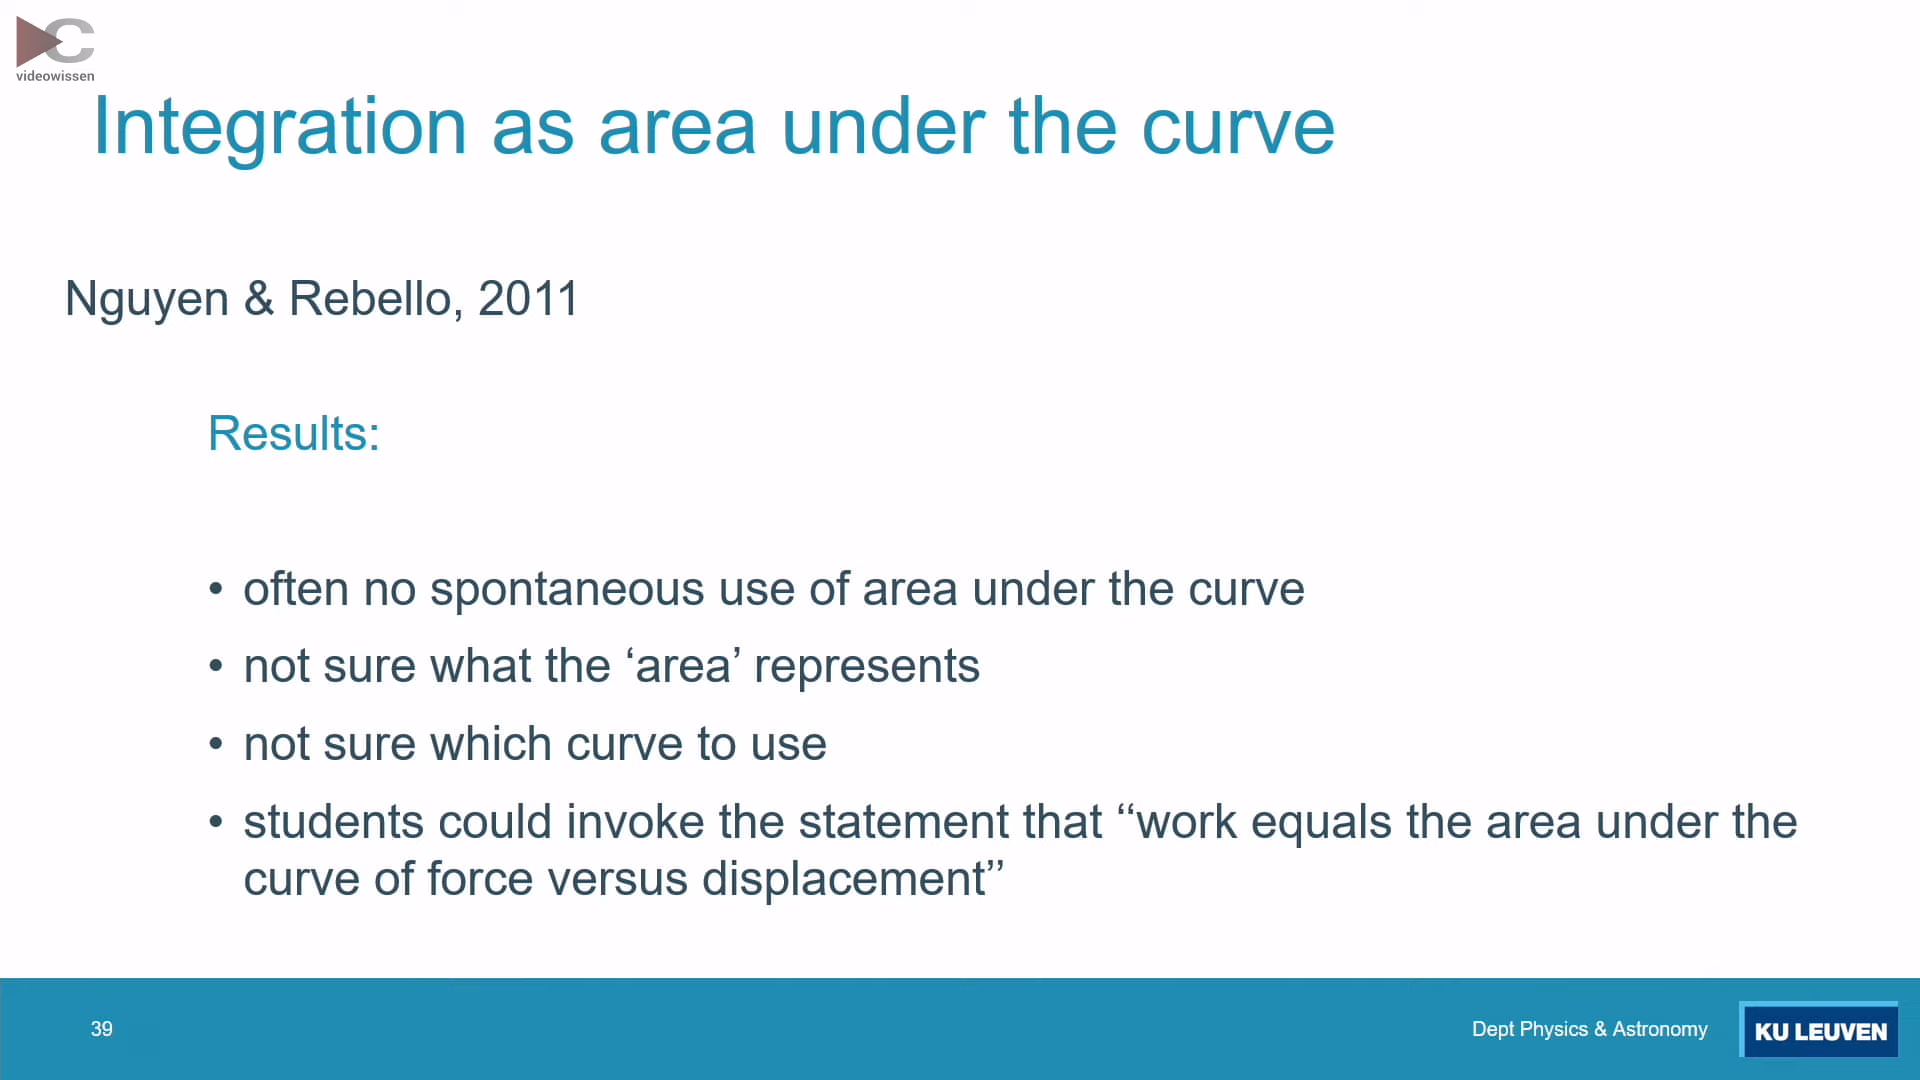 C
videowissen
Integration as area under the curve
Nguyen & Rebello, 2011
Results:
• often no spontaneous use of area under the curve
• not sure what the ‘area’ represents
• not sure which curve to use
• students could invoke the statement that ‘‘work equals the area under the
curve of force versus displacement’’
39
Dept Physics & Astronomy
KU LEUVEN